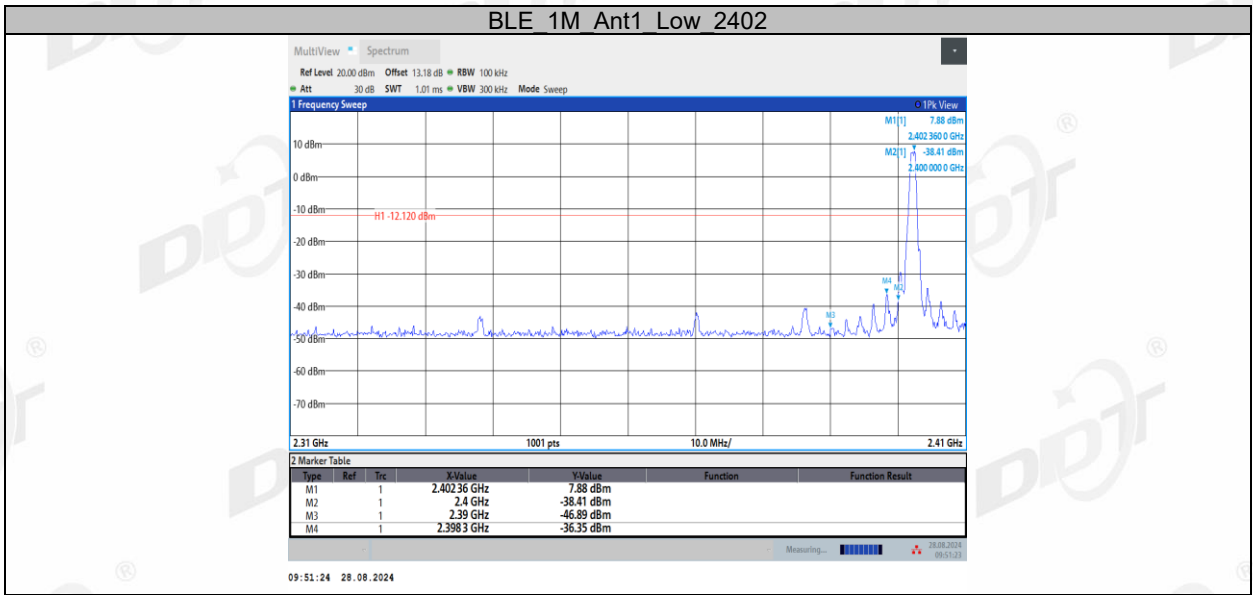 BLE_1M_Ant1_Low_2402
MultiView Spectrum
Ref Level 20.00 dBm Offset 13.18 dB RBW 100 kHz
Att 30 dB SWT 1.01 ms VBW 300 kHz Mode Sweep
1 Frequency Sweep 1Pk View
M1[1] 7.88 dBm
2.402 360 0 GHz
10 dBm
M2[1] -38.41 dBm
2.400 000 0 GHz
0 dBm
-10 dBm
H1 -12.120 dBm
-20 dBm
-30 dBm
M4
M2
-40 dBm
M3
-50 dBm
-60 dBm
-70 dBm
2.31 GHz 1001 pts 10.0 MHz/ 2.41 GHz
2 Marker Table
Type Ref Trc X-Value Y-Value Function Function Result
M1 1 2.40236 GHz 7.88 dBm
M2 1 2.4 GHz -38.41 dBm
M3 1 2.39 GHz -46.89 dBm
M4 1 2.3983 GHz -36.35 dBm
Measuring... 28.08.2024
09:51:23
09:51:24 28.08.2024
DDT
®